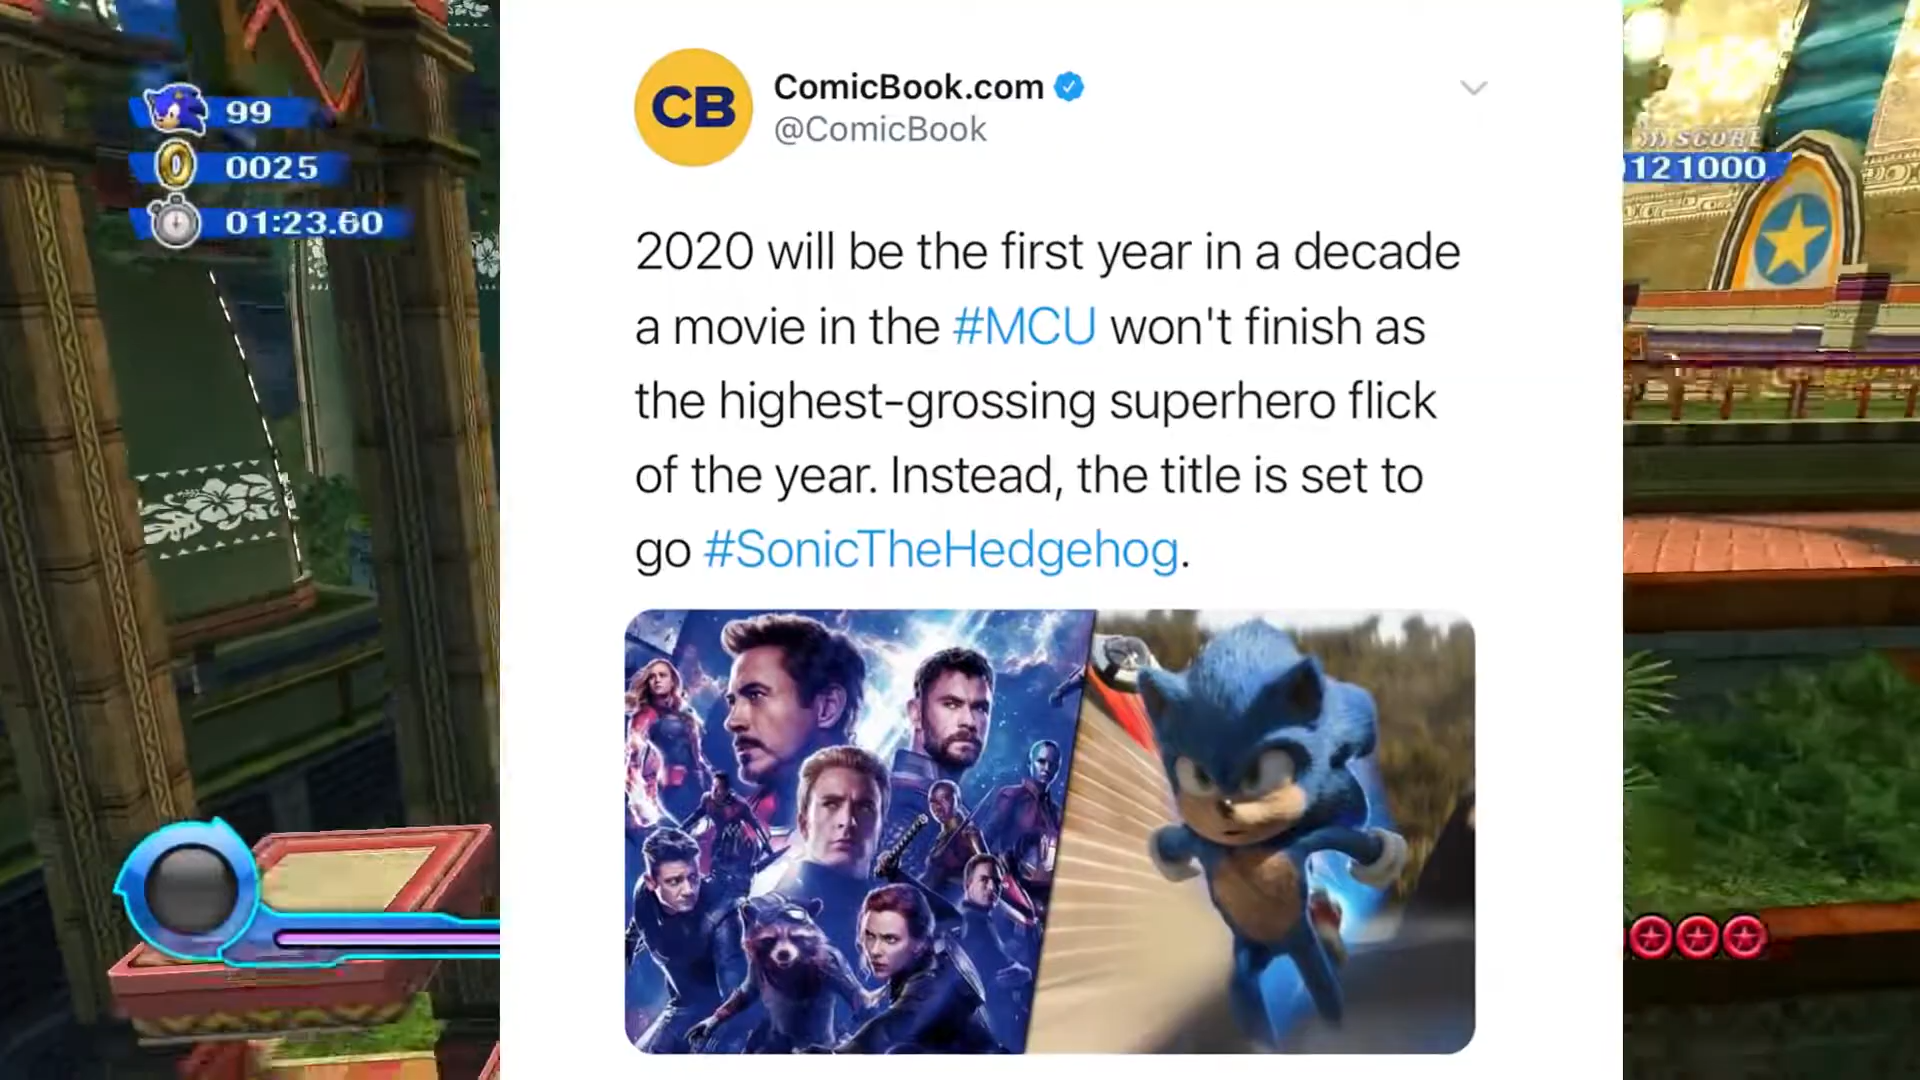 99
0025
01:23.60
SCORE
121000
CB
ComicBook.com
@ComicBook
2020 will be the first year in a decade
a movie in the #MCU won't finish as
the highest-grossing superhero flick
of the year. Instead, the title is set to
go #SonicTheHedgehog.